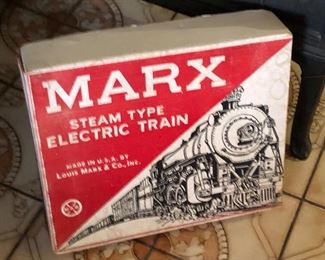 MARX
STEAM TYPE
ELECTRIC TRAIN
MADE IN U.S.A. BY
LOUIS MARX & CO., INC.